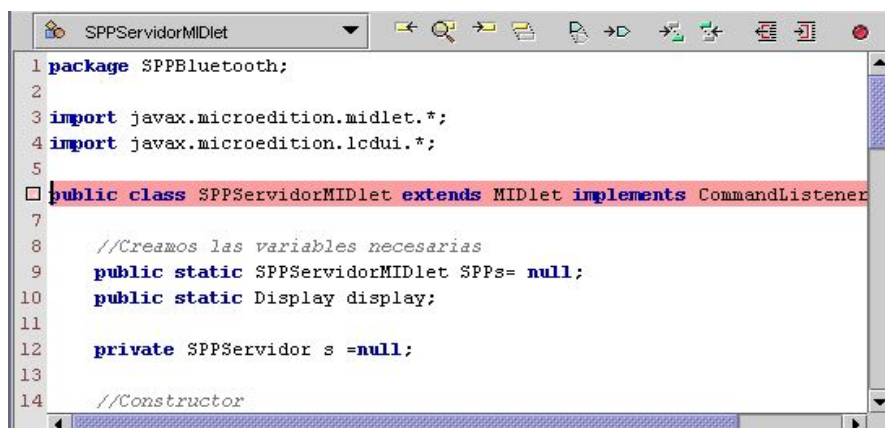 SPPServidorMIDlet
1 package SPPBluetooth;
2
3 import javax.microedition.midlet.*;
4 import javax.microedition.lcdui.*;
5
public class SPPServidorMIDlet extends MIDlet implements CommandListener
7
8 //Creamos las variables necesarias
9 public static SPPServidorMIDlet SPPs= null;
10 public static Display display;
11
12 private SPPServidor s =null;
13
14 //Constructor